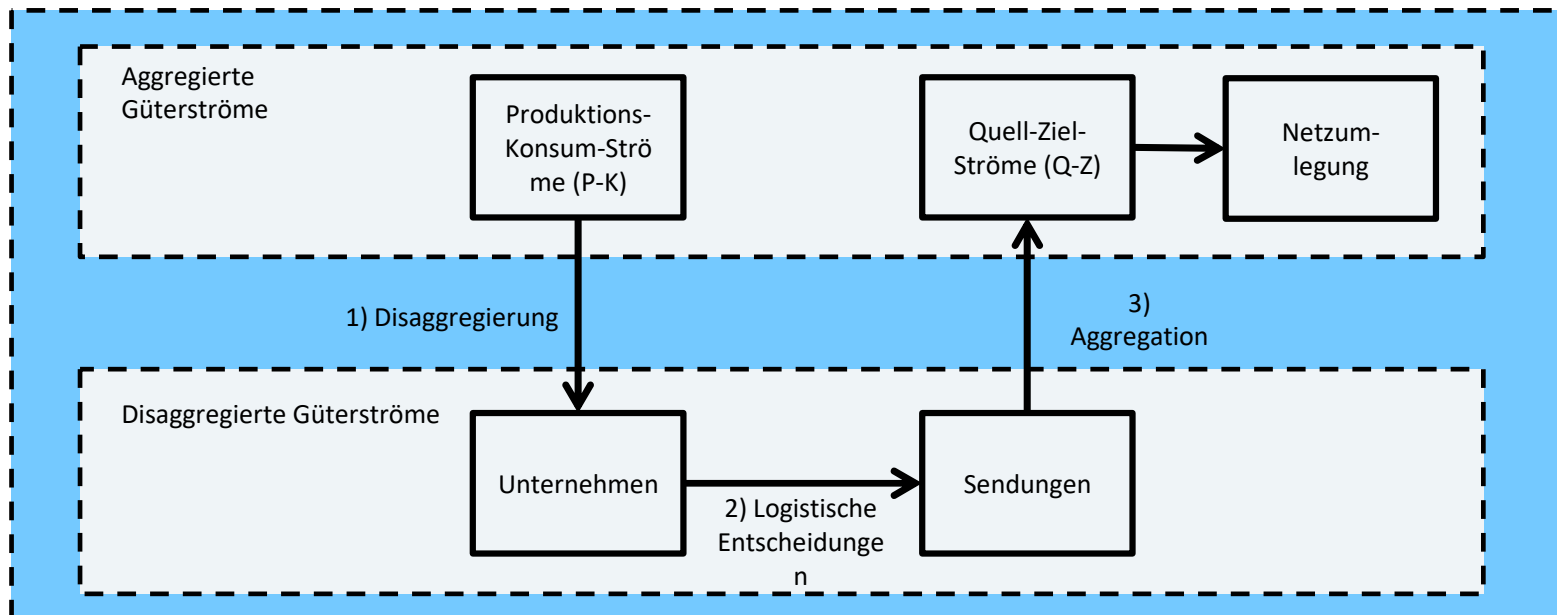 Aggregierte
Güterströme
Produktions-
Konsum-Strö
me (P-K)
Quell-Ziel-
Ströme (Q-Z)
Netzum-
legung
1) Disaggregierung
3)
Aggregation
Disaggregierte Güterströme
Unternehmen
2) Logistische
Entscheidunge
n
Sendungen